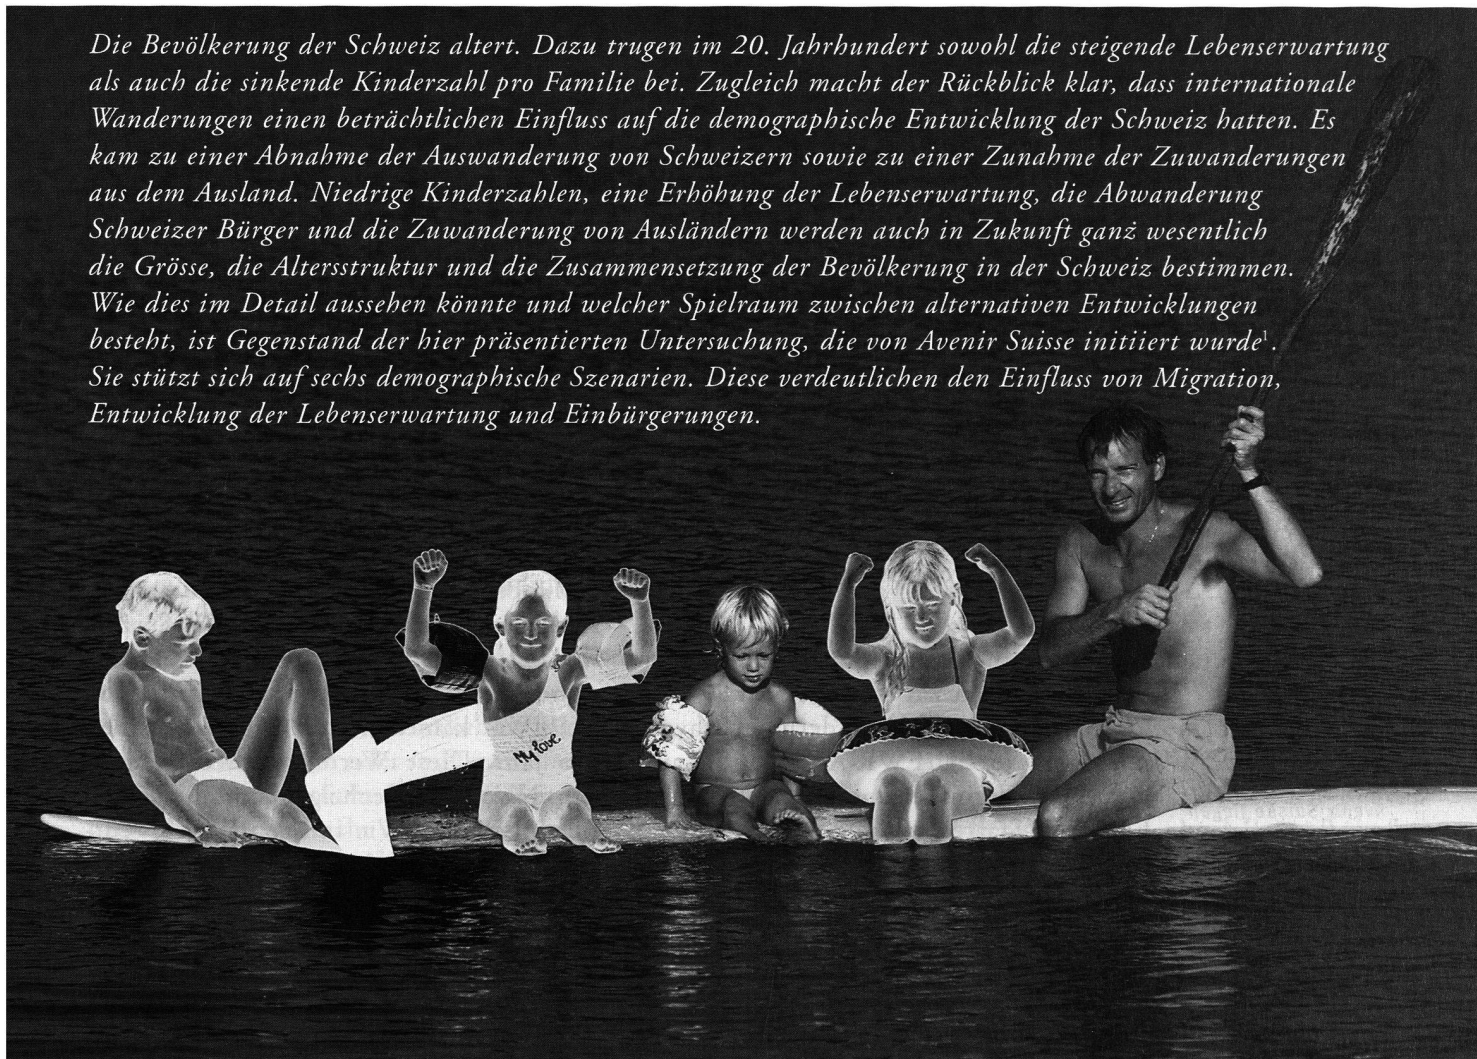 Die Bevölkerung der Schweiz altert. Dazu trugen im 20. Jahrhundert sowohl die steigende Lebenserwartung
als auch die sinkende Kinderzahl pro Familie bei. Zugleich macht der Rückblick klar, dass internationale
Wanderungen einen beträchtlichen Einfluss auf die demographische Entwicklung der Schweiz hatten. Es
kam zu einer Abnahme der Auswanderung von Schweizern sowie zu einer Zunahme der Zuwanderungen
aus dem Ausland. Niedrige Kinderzahlen, eine Erhöhung der Lebenserwartung, die Abwanderung
Schweizer Bürger und die Zuwanderung von Ausländern werden auch in Zukunft ganz wesentlich
die Grösse, die Altersstruktur und die Zusammensetzung der Bevölkerung in der Schweiz bestimmen.
Wie dies im Detail aussehen könnte und welcher Spielraum zwischen alternativen Entwicklungen
besteht, ist Gegenstand der hier präsentierten Untersuchung, die von Avenir Suisse initiiert wurde¹.
Sie stützt sich auf sechs demographische Szenarien. Diese verdeutlichen den Einfluss von Migration,
Entwicklung der Lebenserwartung und Einbürgerungen.
My love